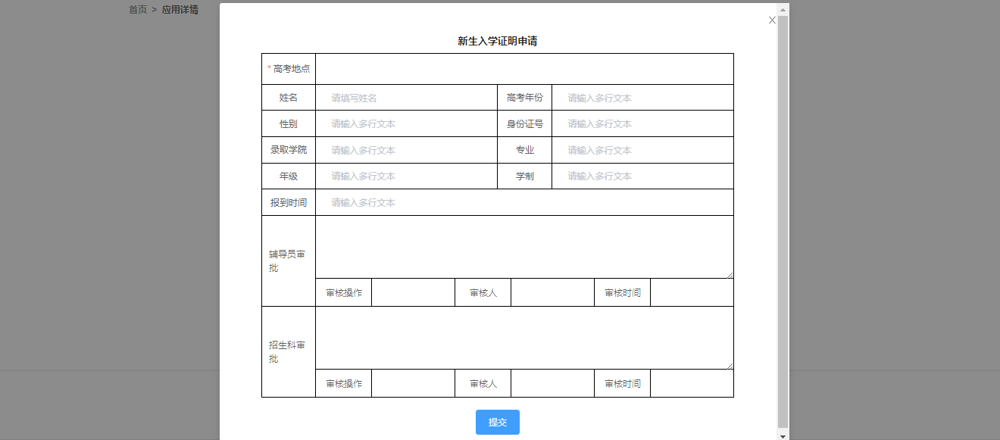 首页 > 应用详情
X
新生入学证明申请
* 高考地点
姓名 请填写姓名 高考年份 请输入多行文本
性别 请输入多行文本 身份证号 请输入多行文本
录取学院 请输入多行文本 专业 请输入多行文本
年级 请输入多行文本 学制 请输入多行文本
报到时间 请输入多行文本
辅导员审
批
审核操作 审核人 审核时间
招生科审
批
审核操作 审核人 审核时间
提交